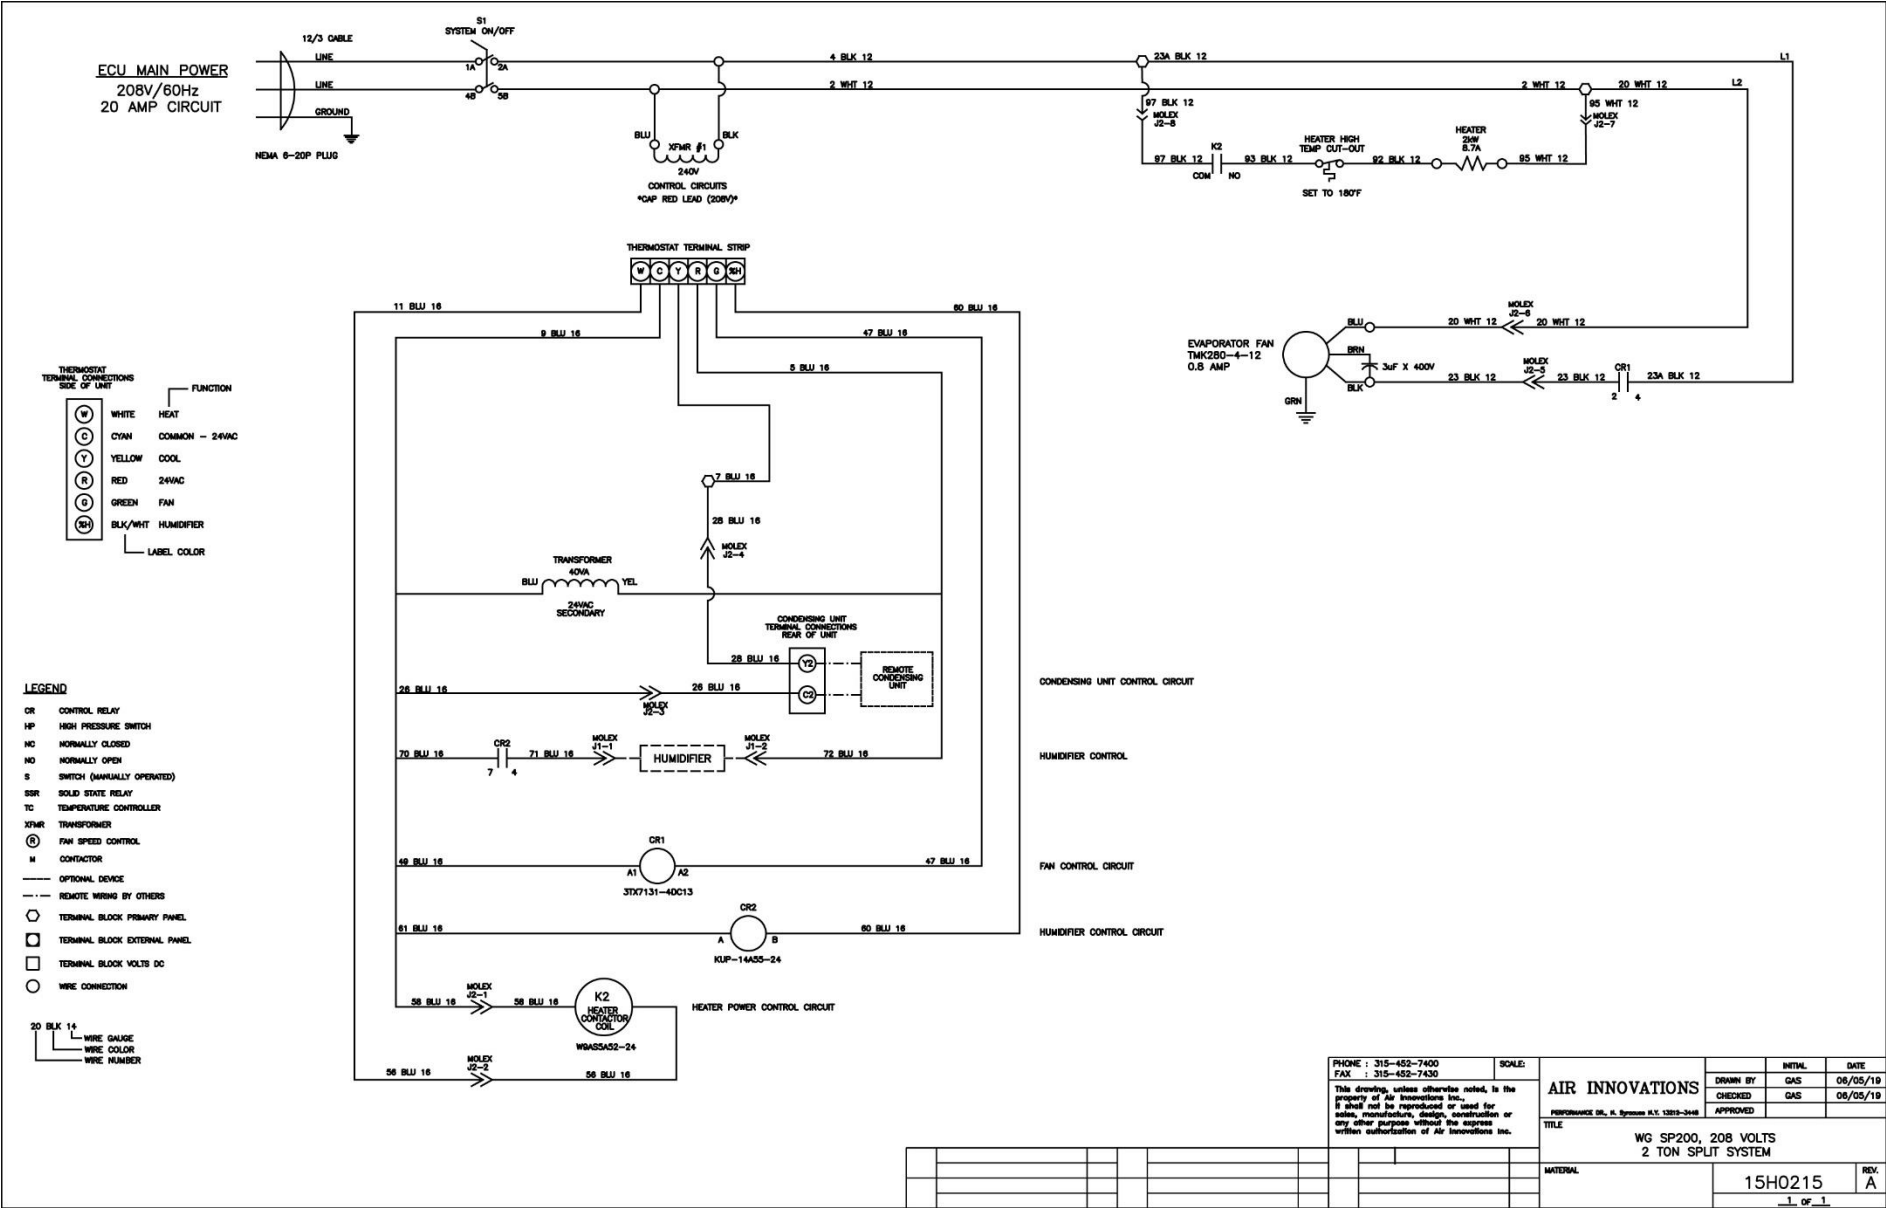 S1
SYSTEM ON/OFF
12/3 CABLE
LINE
LINE
GROUND
ECU MAIN POWER
208V/60Hz
20 AMP CIRCUIT
NEMA 6-20P PLUG
1A
2A
4B
5B
4 BLK 12
2 WHT 12
23A BLK 12
L1
2 WHT 12
20 WHT 12
L2
BLU
BLK
XFMR #1
240V
CONTROL CIRCUITS
*CAP RED LEAD (208V)*
97 BLK 12
MOLEX
J2-8
95 WHT 12
MOLEX
J2-7
97 BLK 12
K2
COM
NO
93 BLK 12
HEATER HIGH
TEMP CUT-OUT
SET TO 180°F
92 BLK 12
HEATER
2kW
8.7A
95 WHT 12
THERMOSTAT TERMINAL STRIP
W
C
Y
R
G
%H
11 BLU 16
60 BLU 16
9 BLU 16
47 BLU 16
5 BLU 16
EVAPORATOR FAN
TMK280-4-12
0.8 AMP
BLU
BRN
BLK
GRN
3uF X 400V
20 WHT 12
MOLEX
J2-6
20 WHT 12
23 BLK 12
MOLEX
J2-5
23 BLK 12
CR1
2
4
23A BLK 12
THERMOSTAT
TERMINAL CONNECTIONS
SIDE OF UNIT
FUNCTION
W WHITE HEAT
C CYAN COMMON - 24VAC
Y YELLOW COOL
R RED 24VAC
G GREEN FAN
%H BLK/WHT HUMIDIFIER
LABEL COLOR
7 BLU 16
28 BLU 16
MOLEX
J2-4
TRANSFORMER
40VA
BLU
YEL
24VAC
SECONDARY
CONDENSING UNIT
TERMINAL CONNECTIONS
REAR OF UNIT
28 BLU 16
Y2
C2
REMOTE
CONDENSING
UNIT
CONDENSING UNIT CONTROL CIRCUIT
26 BLU 16
MOLEX
J2-3
26 BLU 16
70 BLU 16
CR2
7
4
71 BLU 16
MOLEX
J1-1
HUMIDIFIER
MOLEX
J1-2
72 BLU 16
HUMIDIFIER CONTROL
49 BLU 16
CR1
A1
A2
3TX7131-4DC13
47 BLU 16
FAN CONTROL CIRCUIT
61 BLU 16
CR2
A
B
KUP-14A55-24
60 BLU 16
HUMIDIFIER CONTROL CIRCUIT
58 BLU 16
MOLEX
J2-1
58 BLU 16
K2
HEATER
CONTACTOR
COIL
W9AS5A52-24
HEATER POWER CONTROL CIRCUIT
56 BLU 16
MOLEX
J2-2
56 BLU 16
LEGEND
CR CONTROL RELAY
HP HIGH PRESSURE SWITCH
NC NORMALLY CLOSED
NO NORMALLY OPEN
S SWITCH (MANUALLY OPERATED)
SSR SOLID STATE RELAY
TC TEMPERATURE CONTROLLER
XFMR TRANSFORMER
R FAN SPEED CONTROL
M CONTACTOR
OPTIONAL DEVICE
REMOTE WIRING BY OTHERS
TERMINAL BLOCK PRIMARY PANEL
TERMINAL BLOCK EXTERNAL PANEL
TERMINAL BLOCK VOLTS DC
WIRE CONNECTION
20 BLK 14
WIRE GAUGE
WIRE COLOR
WIRE NUMBER
PHONE : 315-452-7400
FAX : 315-452-7430
SCALE:
This drawing, unless otherwise noted, is the
property of Air Innovations Inc.,
It shall not be reproduced or used for
sales, manufacture, design, construction or
any other purpose without the express
written authorization of Air Innovations Inc.
AIR INNOVATIONS
PERFORMANCE DR., N. Syracuse N.Y. 13212-3448
INITIAL DATE
DRAWN BY GAS 06/05/19
CHECKED GAS 06/05/19
APPROVED
TITLE
WG SP200, 208 VOLTS
2 TON SPLIT SYSTEM
MATERIAL
15H0215
REV.
A
1 OF 1